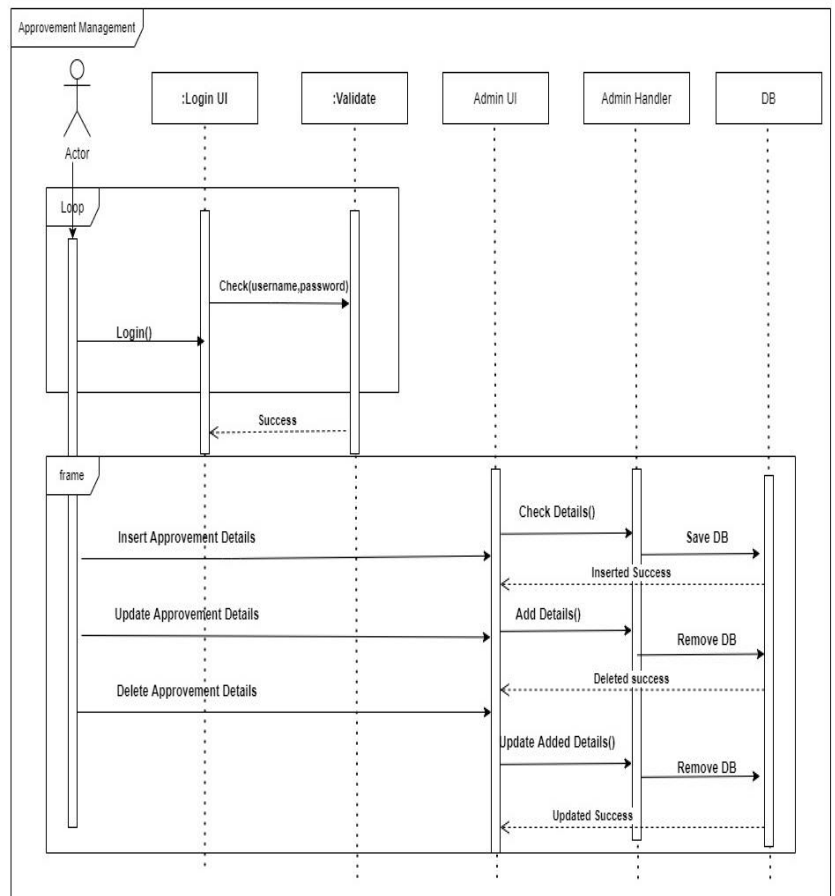 Approvement Management
:Login UI
:Validate
Admin UI
Admin Handler
DB
Actor
Loop
Check(username,password)
Login()
Success
frame
Check Details()
Insert Approvement Details
Save DB
Inserted Success
Update Approvement Details
Add Details()
Remove DB
Deleted success
Delete Approvement Details
Update Added Details()
Remove DB
Updated Success